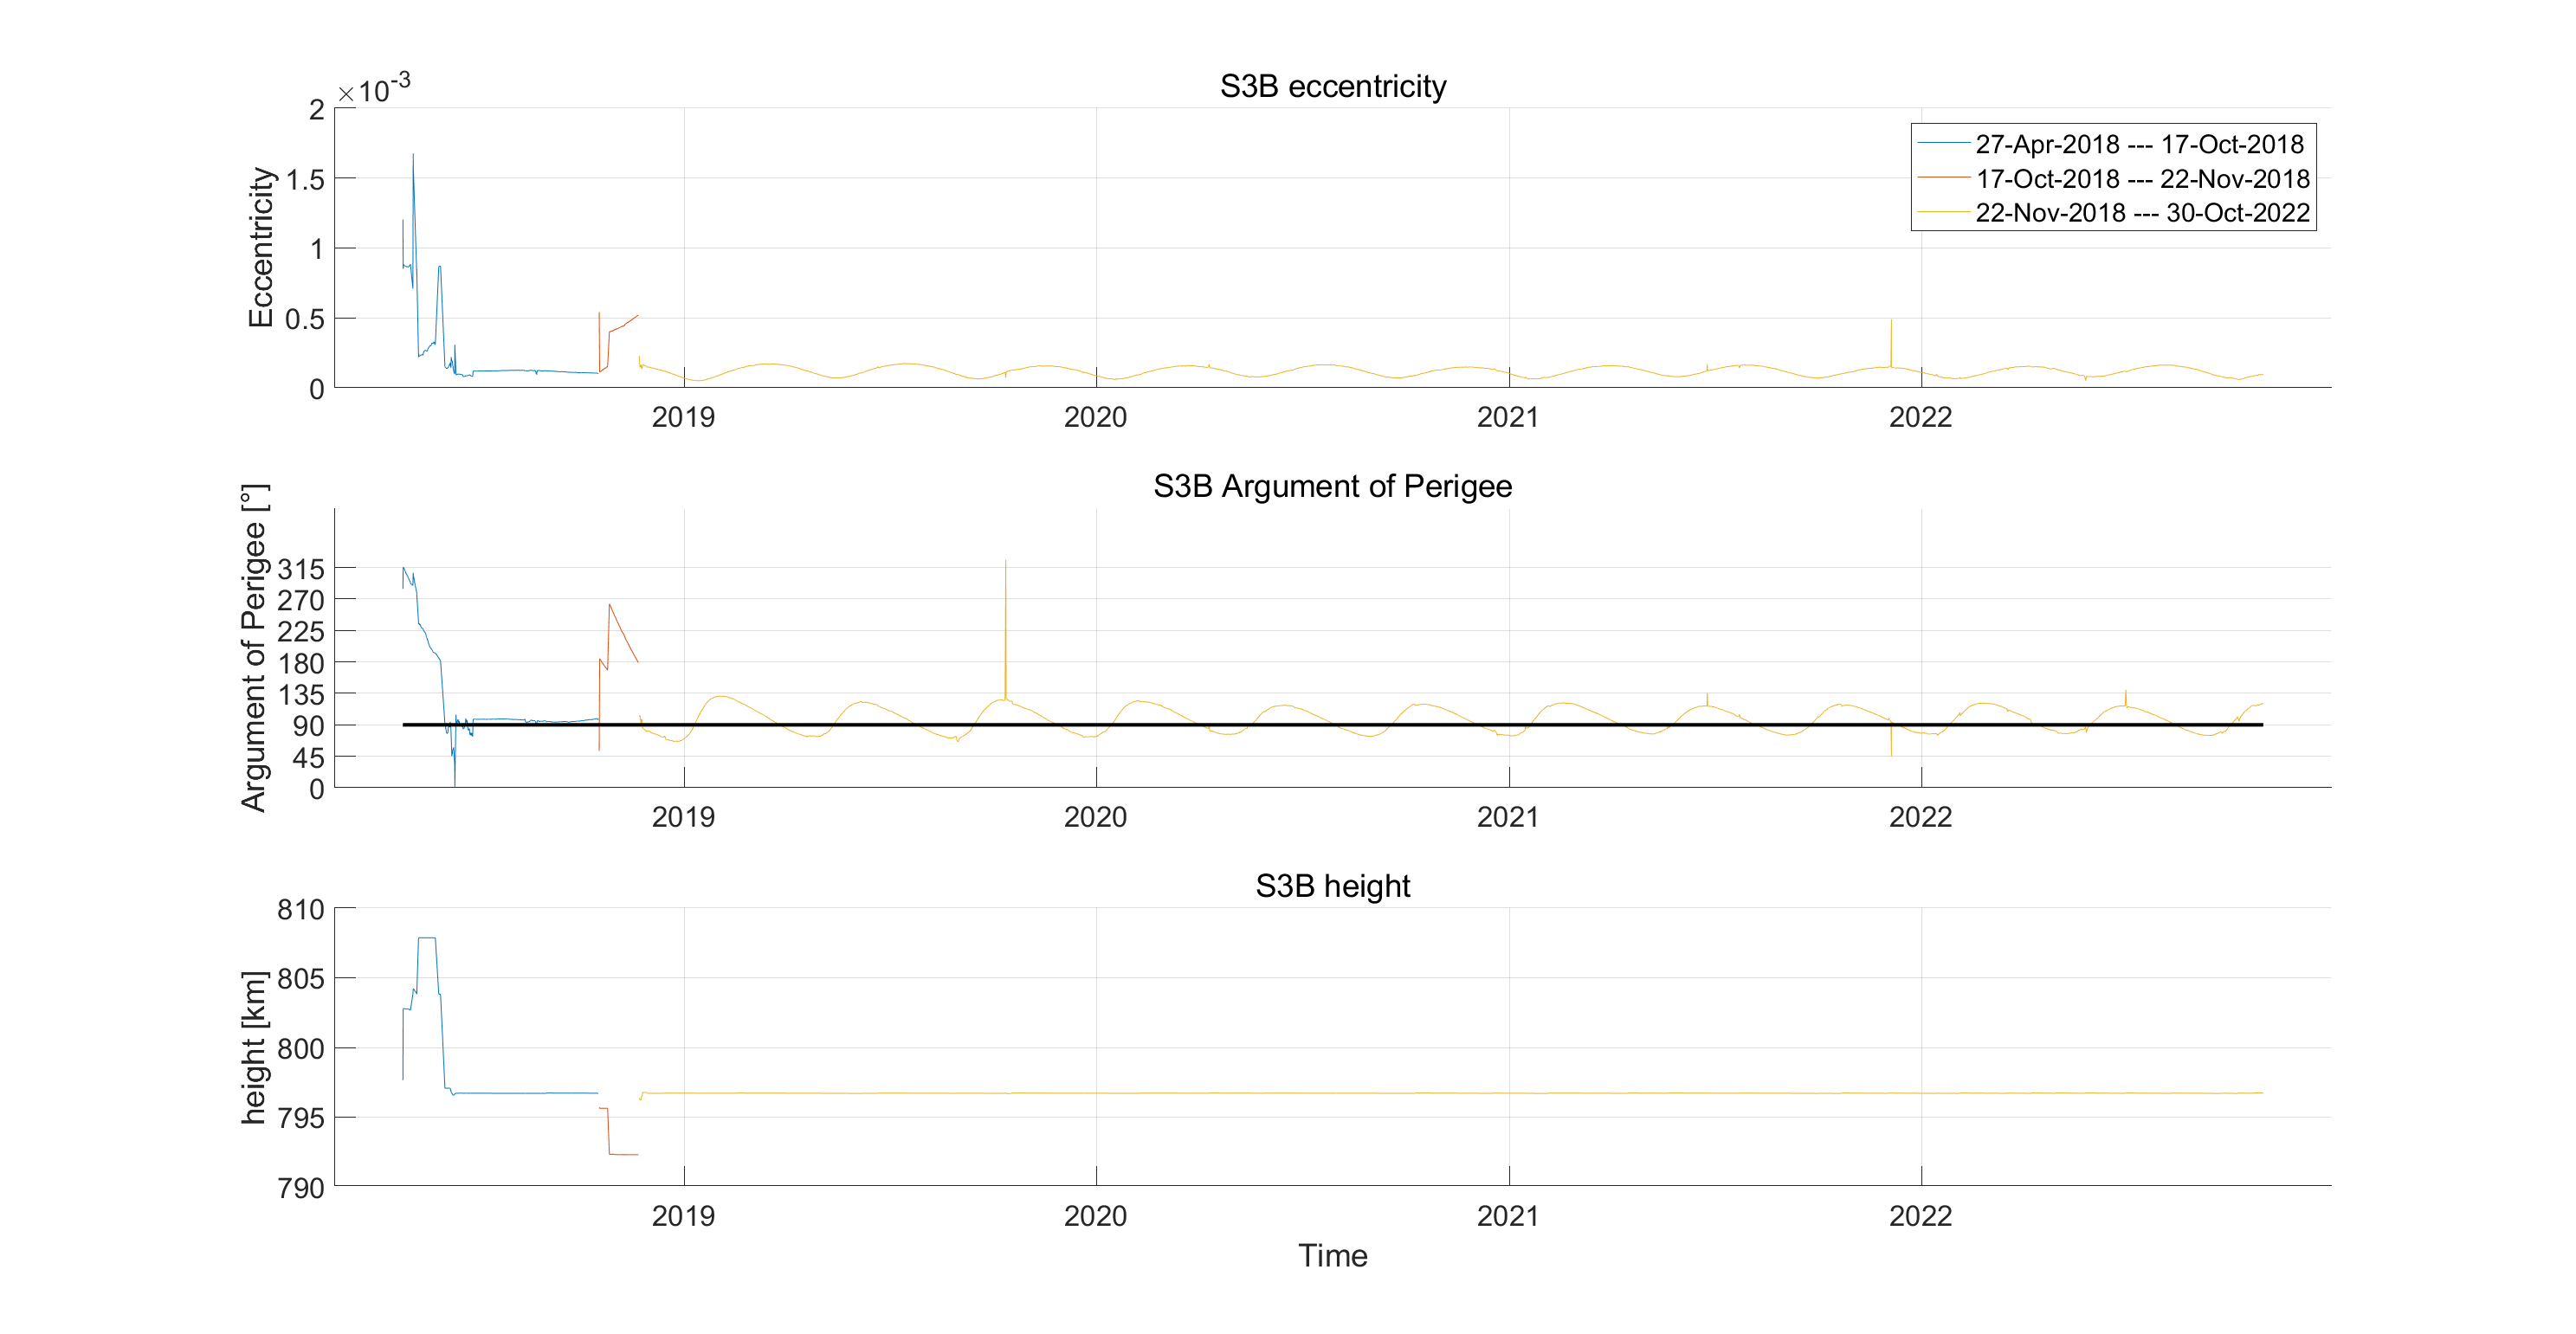 S3B eccentricity
×10-3
2
1.5
1
0.5
0
Eccentricity
27-Apr-2018 --- 17-Oct-2018
17-Oct-2018 --- 22-Nov-2018
22-Nov-2018 --- 30-Oct-2022
2019 2020 2021 2022
S3B Argument of Perigee
Argument of Perigee [°]
315
270
225
180
135
90
45
0
2019 2020 2021 2022
S3B height
height [km]
810
805
800
795
790
2019 2020 2021 2022
Time